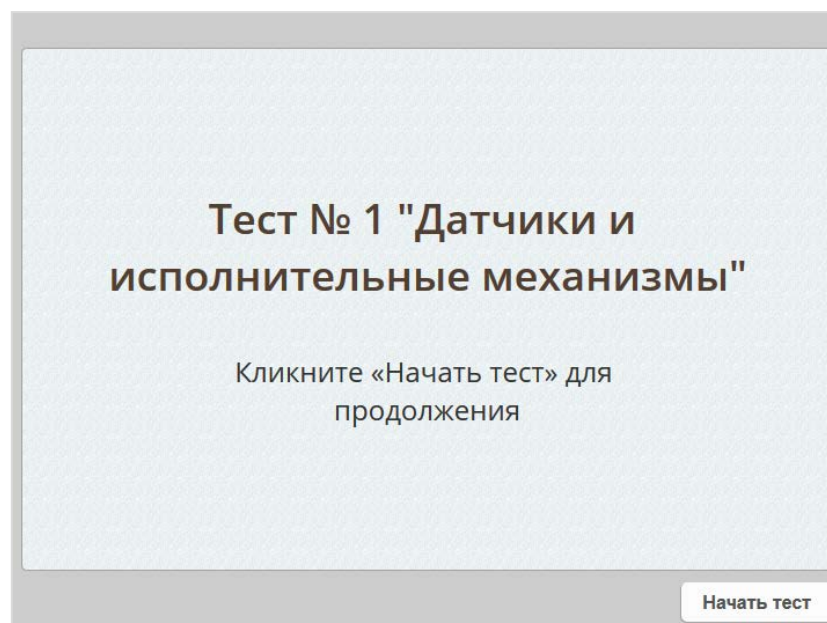 Тест № 1 "Датчики и
исполнительные механизмы"
Кликните «Начать тест» для
продолжения
Начать тест